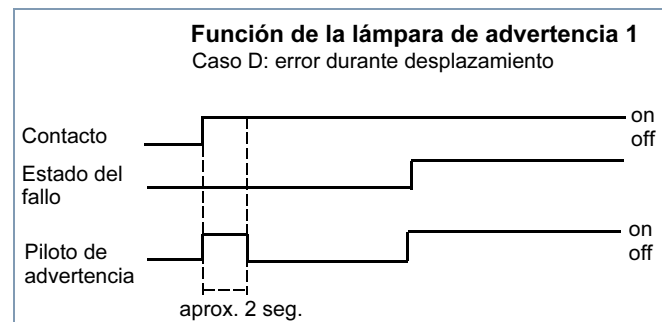 Función de la lámpara de advertencia 1
Caso D: error durante desplazamiento
on
Contacto
off
Estado del
fallo
on
Piloto de
off
advertencia
aprox. 2 seg.